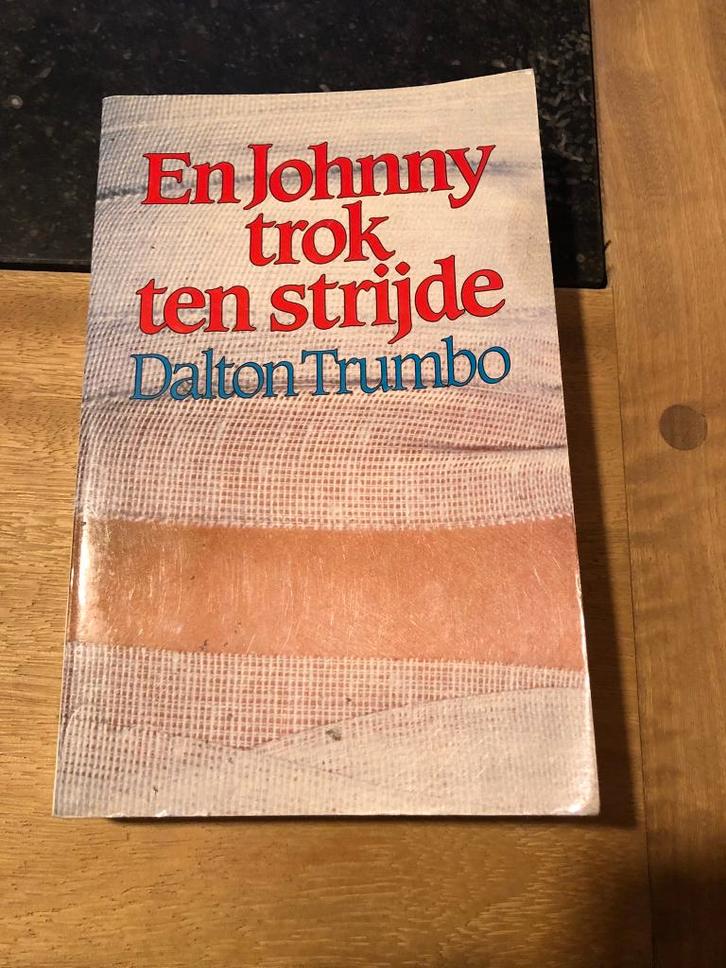 En Johnny
trok
ten strijde
Dalton Trumbo